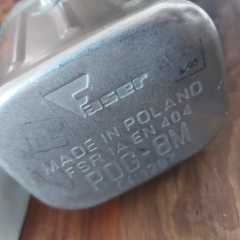 Faser
MADE IN POLAND
FSR 1A EN 404
POG-8M